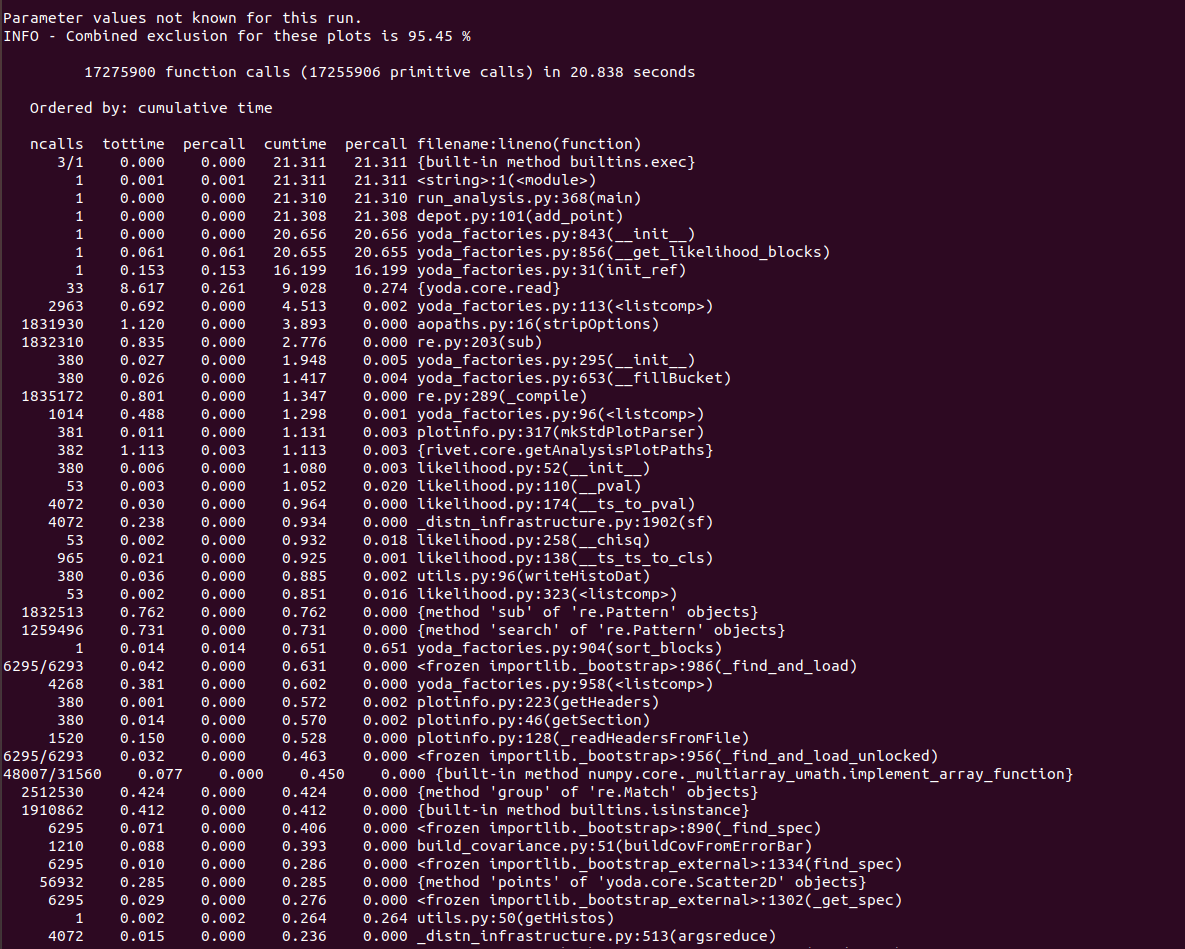 Parameter values not known for this run.
INFO - Combined exclusion for these plots is 95.45 %
17275900 function calls (17255906 primitive calls) in 20.838 seconds
Ordered by: cumulative time
ncalls  tottime  percall  cumtime  percall filename:lineno(function)
3/1    0.000    0.000   21.311   21.311 {built-in method builtins.exec}
1    0.001    0.001   21.311   21.311 <string>:1(<module>)
1    0.000    0.000   21.310   21.310 run_analysis.py:368(main)
1    0.000    0.000   21.308   21.308 depot.py:101(add_point)
1    0.000    0.000   20.656   20.656 yoda_factories.py:843(__init__)
1    0.061    0.061   20.655   20.655 yoda_factories.py:856(__get_likelihood_blocks)
1    0.153    0.153   16.199   16.199 yoda_factories.py:31(init_ref)
33    8.617    0.261    9.028    0.274 {yoda.core.read}
2963    0.692    0.000    4.513    0.002 yoda_factories.py:113(<listcomp>)
1831930    1.120    0.000    3.893    0.000 aopaths.py:16(stripOptions)
1832310    0.835    0.000    2.776    0.000 re.py:203(sub)
380    0.027    0.000    1.948    0.005 yoda_factories.py:295(__init__)
380    0.026    0.000    1.417    0.004 yoda_factories.py:653(__fillBucket)
1835172    0.801    0.000    1.347    0.000 re.py:289(_compile)
1014    0.488    0.000    1.298    0.001 yoda_factories.py:96(<listcomp>)
381    0.011    0.000    1.131    0.003 plotinfo.py:317(mkStdPlotParser)
382    1.113    0.003    1.113    0.003 {rivet.core.getAnalysisPlotPaths}
380    0.006    0.000    1.080    0.003 likelihood.py:52(__init__)
53    0.003    0.000    1.052    0.020 likelihood.py:110(__pval)
4072    0.030    0.000    0.964    0.000 likelihood.py:174(__ts_to_pval)
4072    0.238    0.000    0.934    0.000 _distn_infrastructure.py:1902(sf)
53    0.002    0.000    0.932    0.018 likelihood.py:258(__chisq)
965    0.021    0.000    0.925    0.001 likelihood.py:138(__ts_ts_to_cls)
380    0.036    0.000    0.885    0.002 utils.py:96(writeHistoDat)
53    0.002    0.000    0.851    0.016 likelihood.py:323(<listcomp>)
1832513    0.762    0.000    0.762    0.000 {method 'sub' of 're.Pattern' objects}
1259496    0.731    0.000    0.731    0.000 {method 'search' of 're.Pattern' objects}
1    0.014    0.014    0.651    0.651 yoda_factories.py:904(sort_blocks)
6295/6293    0.042    0.000    0.631    0.000 <frozen importlib._bootstrap>:986(_find_and_load)
4268    0.381    0.000    0.602    0.000 yoda_factories.py:958(<listcomp>)
380    0.001    0.000    0.572    0.002 plotinfo.py:223(getHeaders)
380    0.014    0.000    0.570    0.002 plotinfo.py:46(getSection)
1520    0.150    0.000    0.528    0.000 plotinfo.py:128(_readHeadersFromFile)
6295/6293    0.032    0.000    0.463    0.000 <frozen importlib._bootstrap>:956(_find_and_load_unlocked)
48007/31560    0.077    0.000    0.450    0.000 {built-in method numpy.core._multiarray_umath.implement_array_function}
2512530    0.424    0.000    0.424    0.000 {method 'group' of 're.Match' objects}
1910862    0.412    0.000    0.412    0.000 {built-in method builtins.isinstance}
6295    0.071    0.000    0.406    0.000 <frozen importlib._bootstrap>:890(_find_spec)
1210    0.088    0.000    0.393    0.000 build_covariance.py:51(buildCovFromErrorBar)
6295    0.010    0.000    0.286    0.000 <frozen importlib._bootstrap_external>:1334(find_spec)
56932    0.285    0.000    0.285    0.000 {method 'points' of 'yoda.core.Scatter2D' objects}
6295    0.029    0.000    0.276    0.000 <frozen importlib._bootstrap_external>:1302(_get_spec)
1    0.002    0.002    0.264    0.264 utils.py:50(getHistos)
4072    0.015    0.000    0.236    0.000 _distn_infrastructure.py:513(argsreduce)